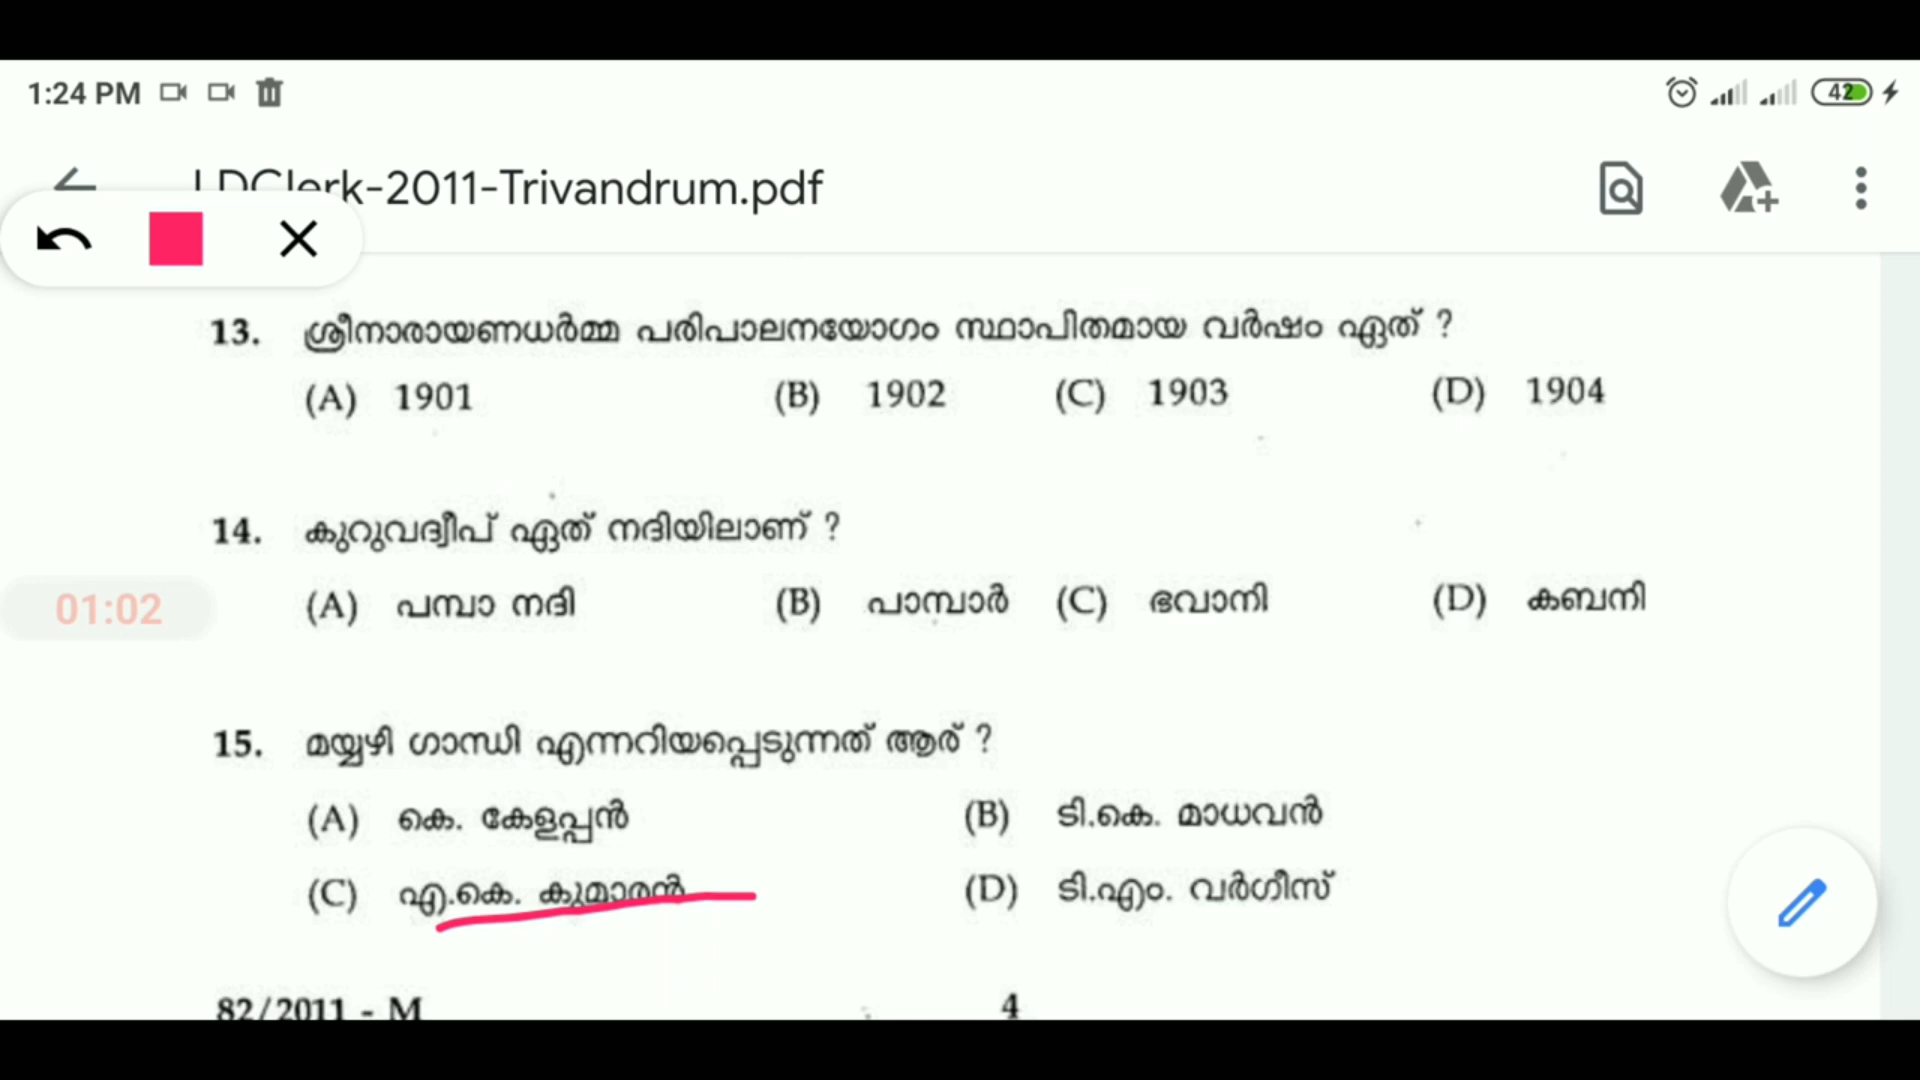 1:24 PM
42
LDClerk-2011-Trivandrum.pdf
13. ശ്രീനാരായണധർമ്മ പരിപാലനയോഗം സ്ഥാപിതമായ വർഷം ഏത് ?
(A) 1901 (B) 1902 (C) 1903 (D) 1904
14. കുറുവദ്വീപ് ഏത് നദിയിലാണ് ?
01:02
(A) പമ്പാ നദി (B) പാമ്പാർ (C) ഭവാനി (D) കബനി
15. മയ്യഴി ഗാന്ധി എന്നറിയപ്പെടുന്നത് ആര് ?
(A) കെ. കേളപ്പൻ (B) ടി.കെ. മാധവൻ
(C) എ.കെ. കുമാരൻ (D) ടി.എം. വർഗീസ്
82/2011 - M 4